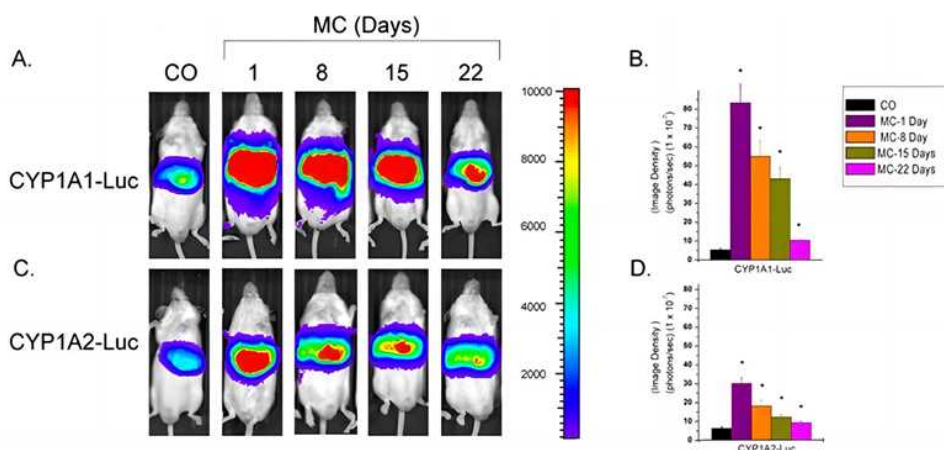 MC (Days)
A.
CO 1 8 15 22
CYP1A1-Luc
C.
CYP1A2-Luc
10000
8000
6000
4000
2000
B.
(Image Density)
(photons/sec) (1 x 10⁻⁷)
80
70
60
50
40
30
20
10
CYP1A1-Luc
CO
MC-1 Day
MC-8 Day
MC-15 Days
MC-22 Days
D.
(Image Density)
(photons/sec) (1 x 10⁻⁷)
80
70
60
50
40
30
20
10
CYP1A2-Luc